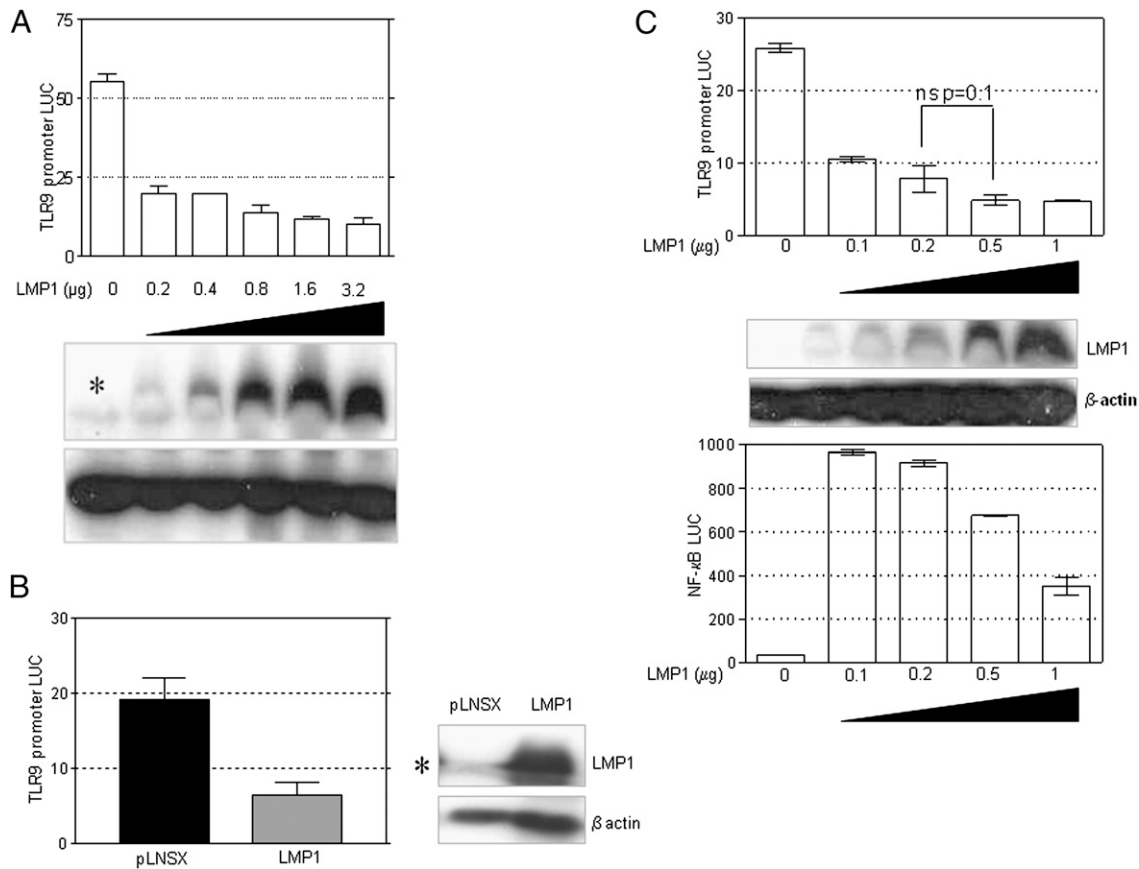 A
TLR9 promoter LUC
75
50
25
0
LMP1 (µg) 0 0.2 0.4 0.8 1.6 3.2
*
B
TLR9 promoter LUC
30
20
10
0
pLNSX LMP1
pLNSX LMP1
* LMP1
β actin
C
TLR9 promoter LUC
30
20
10
0
nsp=0.1
LMP1 (µg) 0 0.1 0.2 0.5 1
LMP1
β-actin
NF-κB LUC
1000
800
600
400
200
0
LMP1 (µg) 0 0.1 0.2 0.5 1